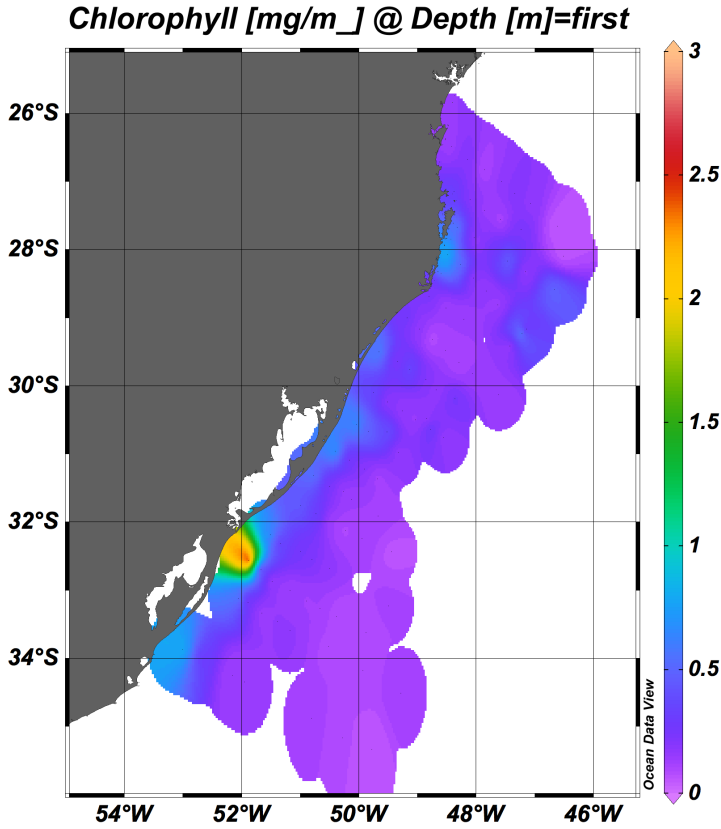 Chlorophyll [mg/m_] @ Depth [m]=first
3
26°S
2.5
28°S
2
30°S
1.5
32°S
1
34°S
0.5
Ocean Data View
0
54°W 52°W 50°W 48°W 46°W